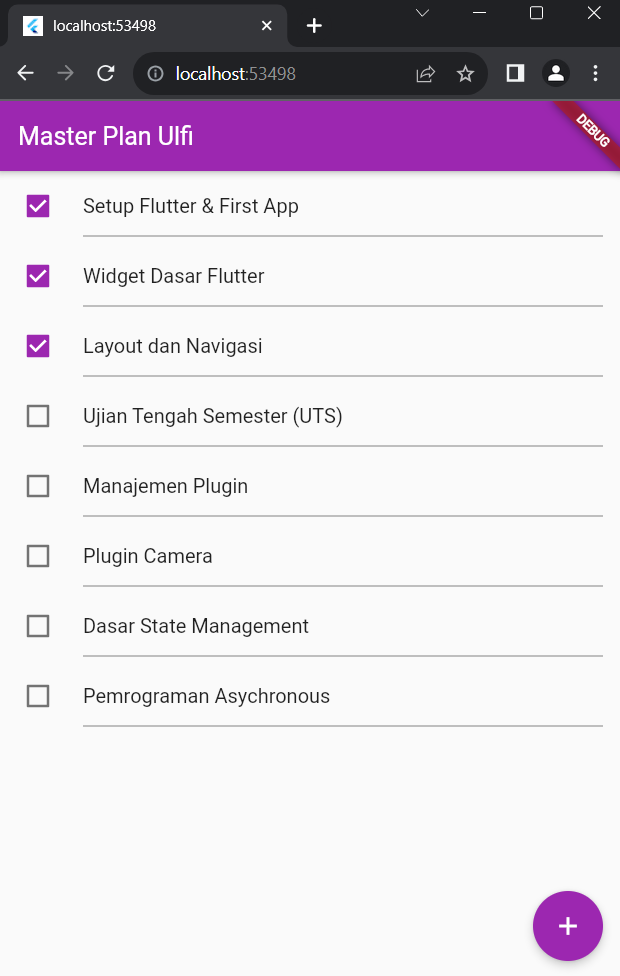 localhost:53498
localhost:53498
Master Plan Ulfi
DEBUG
Setup Flutter & First App
Widget Dasar Flutter
Layout dan Navigasi
Ujian Tengah Semester (UTS)
Manajemen Plugin
Plugin Camera
Dasar State Management
Pemrograman Asychronous